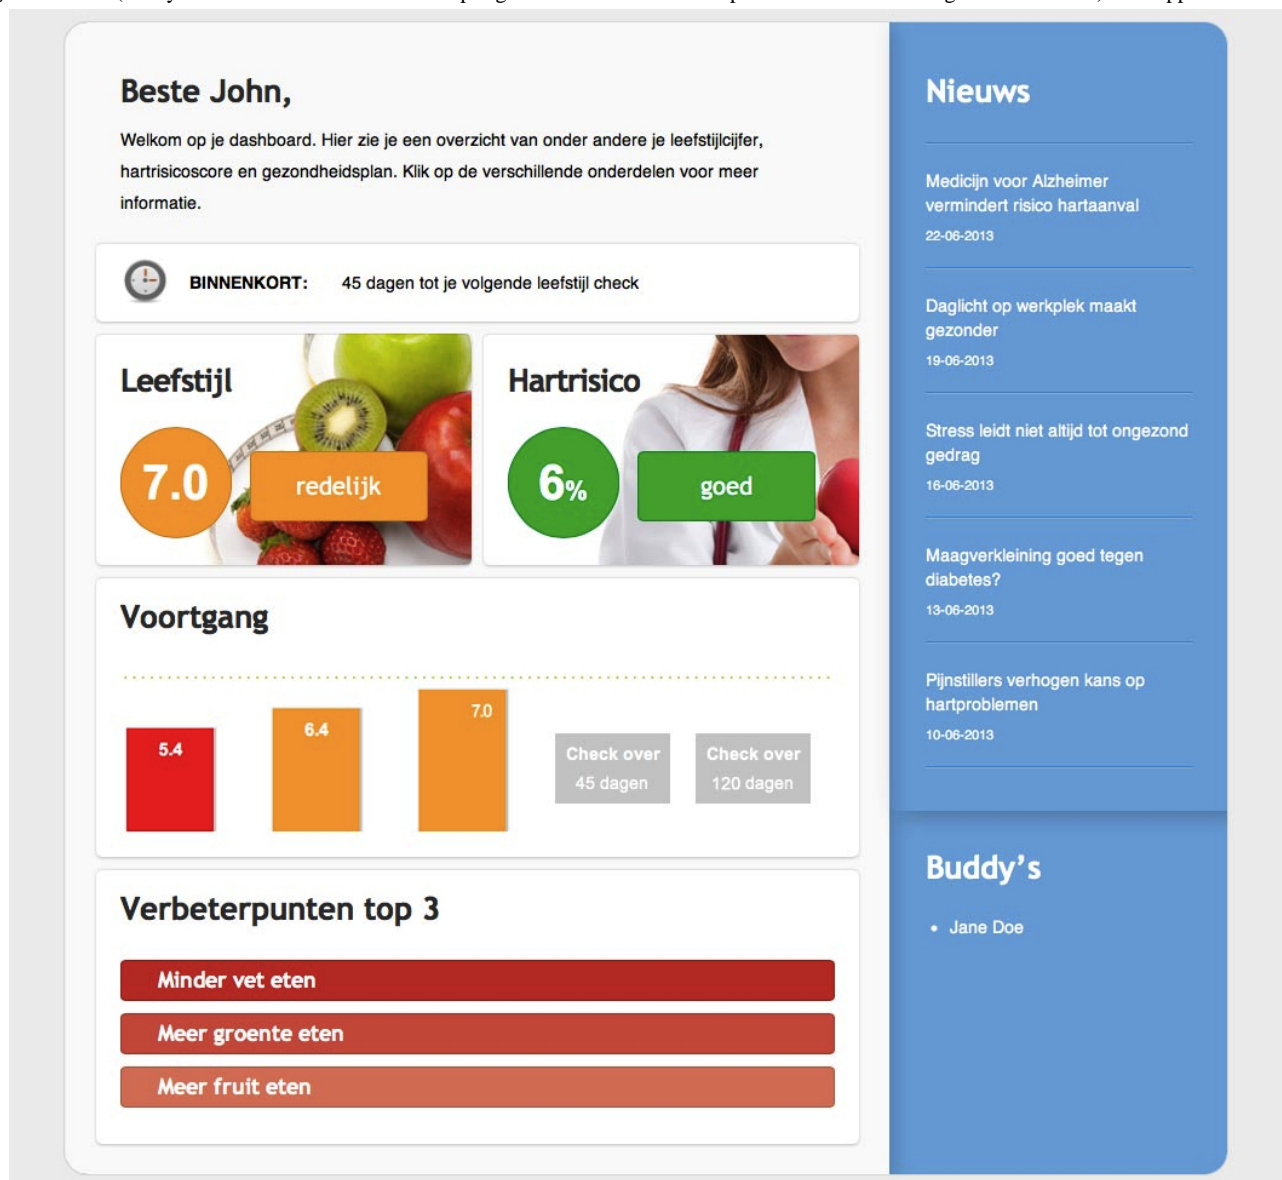 Beste John,
Welkom op je dashboard. Hier zie je een overzicht van onder andere je leefstijlcijfer,
hartrisicoscore en gezondheidsplan. Klik op de verschillende onderdelen voor meer
informatie.
BINNENKORT: 45 dagen tot je volgende leefstijl check
Leefstijl
7.0
redelijk
Hartrisico
6%
goed
Voortgang
5.4
6.4
7.0
Check over
45 dagen
Check over
120 dagen
Verbeterpunten top 3
Minder vet eten
Meer groente eten
Meer fruit eten
Nieuws
Medicijn voor Alzheimer
vermindert risico hartaanval
22-06-2013
Daglicht op werkplek maakt
gezonder
19-06-2013
Stress leidt niet altijd tot ongezond
gedrag
16-06-2013
Maagverkleining goed tegen
diabetes?
13-06-2013
Pijnstillers verhogen kans op
hartproblemen
10-06-2013
Buddy's
• Jane Doe